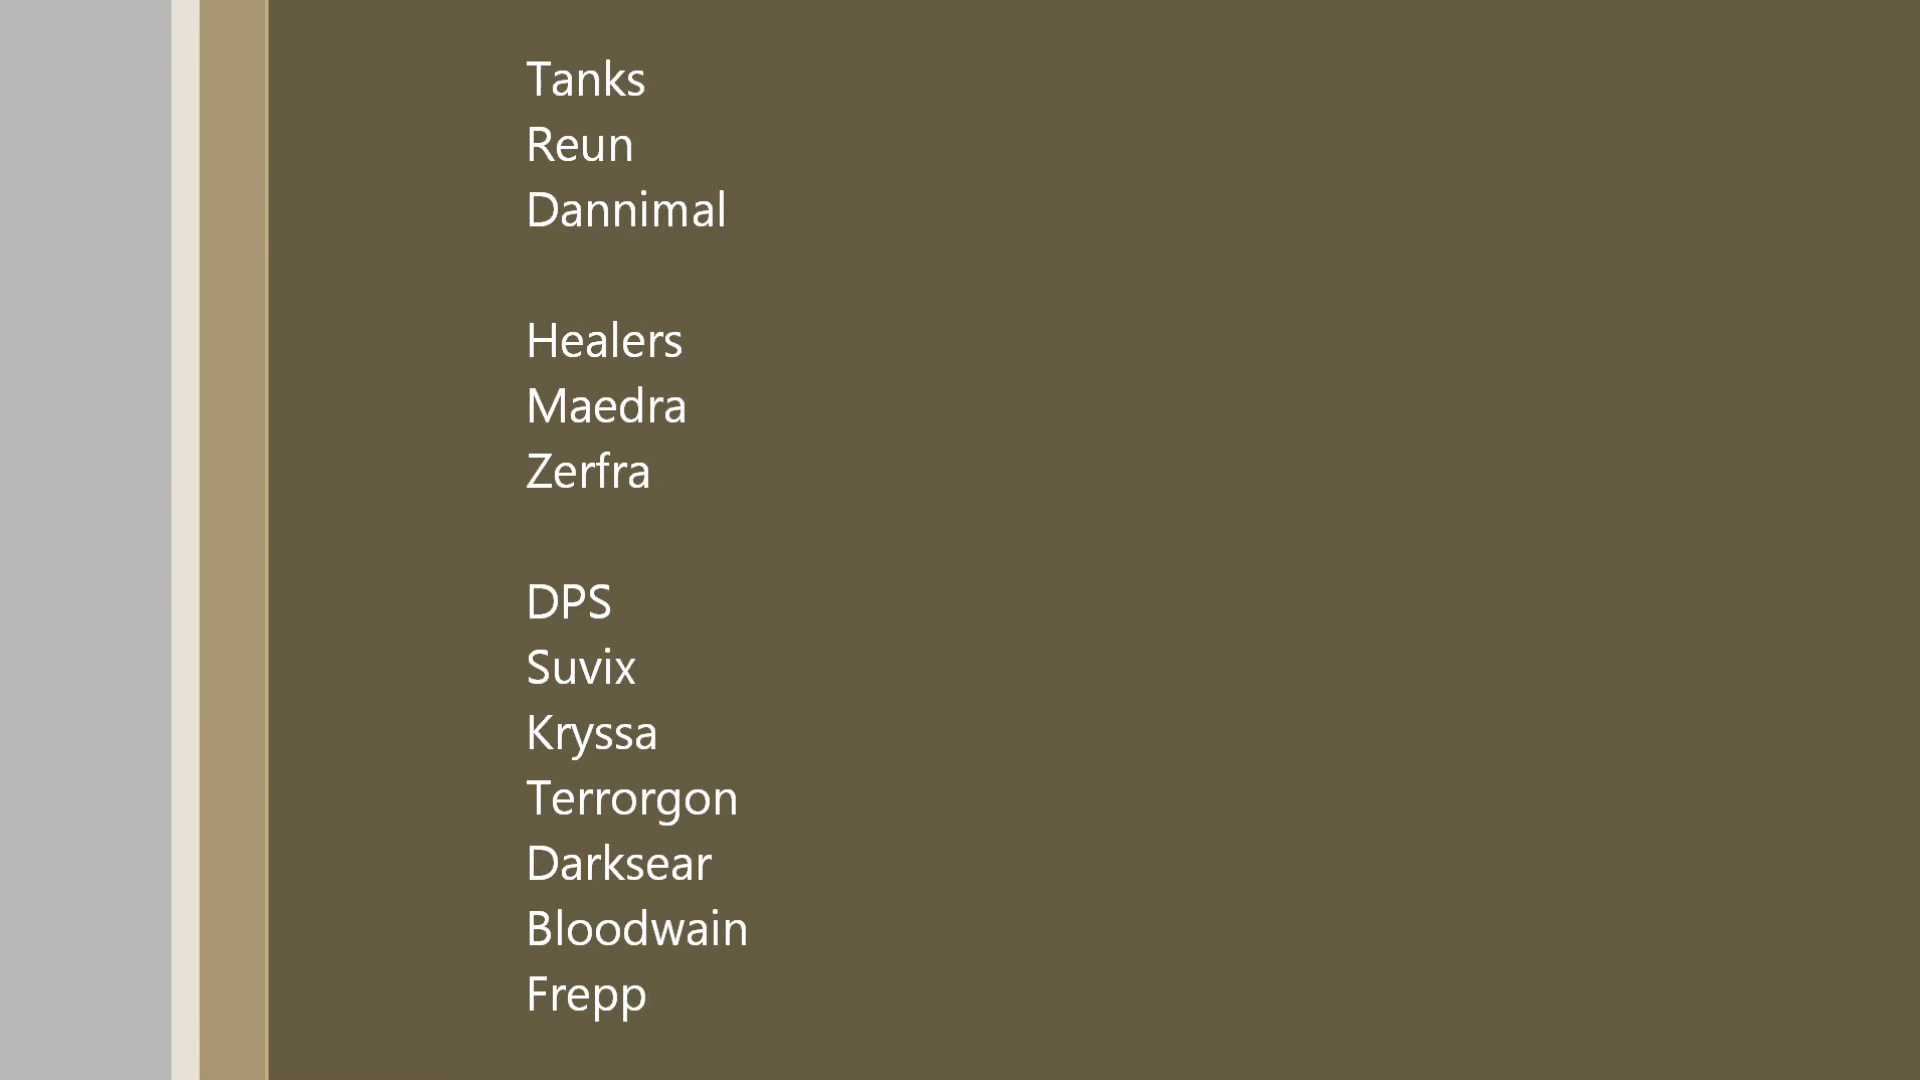 Tanks
Reun
Dannimal
Healers
Maedra
Zerfra
DPS
Suvix
Kryssa
Terrorgon
Darksear
Bloodwain
Frepp